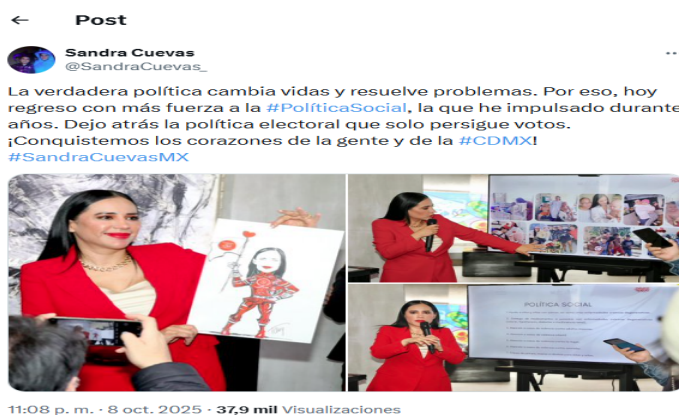 Post
Sandra Cuevas
@SandraCuevas_
La verdadera política cambia vidas y resuelve problemas. Por eso, hoy
regreso con más fuerza a la #PolíticaSocial, la que he impulsado durante
años. Dejo atrás la política electoral que solo persigue votos.
¡Conquistemos los corazones de la gente y de la #CDMX!
#SandraCuevasMX
POLÍTICA SOCIAL
11:08 p. m. · 8 oct. 2025 · 37,9 mil Visualizaciones